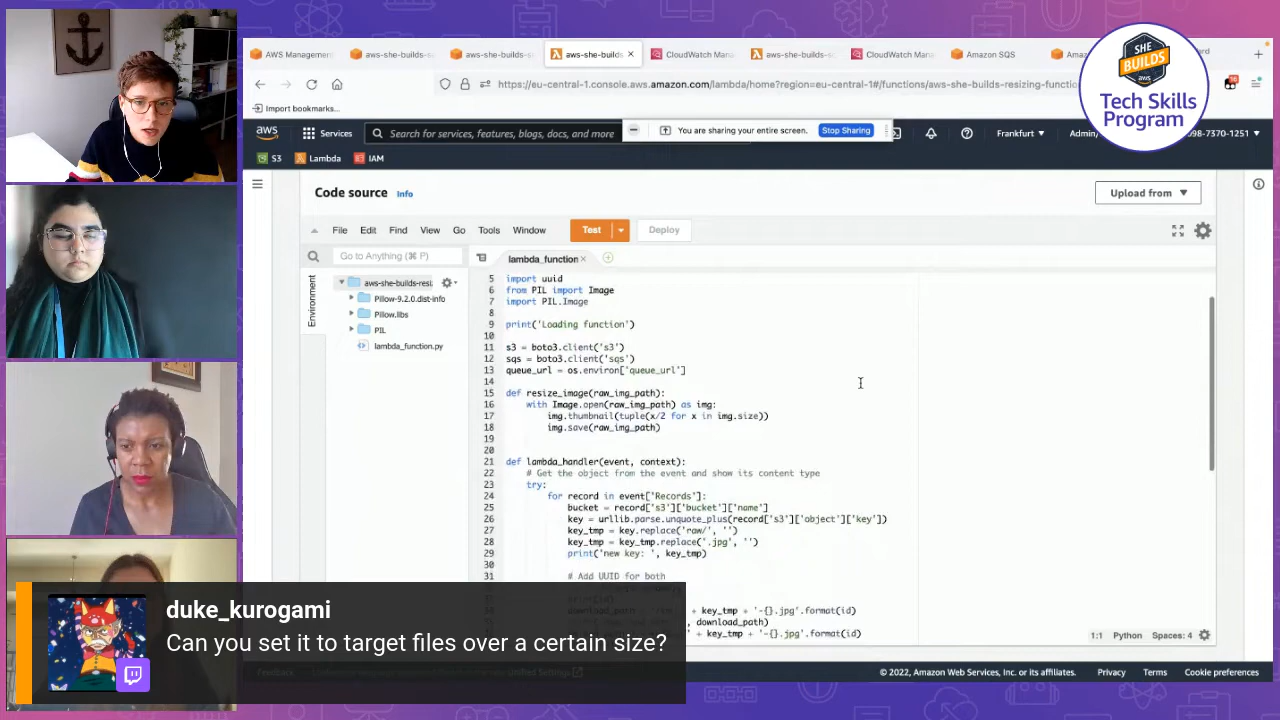 AWS Managemen
aws-she-builds-
aws-she-builds-
aws-she-builds-
CloudWatch Man
aws-she-builds-
CloudWatch Man
Amazon SQS
https://eu-central-1.console.aws.amazon.com/lambda/home?region=eu-central-1#/functions/aws-she-builds-resizing-func
SHE
BUILDS
aws
Tech Skills
Program
Import bookmarks...
aws
Services
Search for services, features, blogs, docs, and more
You are sharing your entire screen.
Stop Sharing
Frankfurt
98-7370-1251
S3
Lambda
IAM
Code source
Info
Upload from
File
Edit
Find
View
Go
Tools
Window
Test
Deploy
Go to Anything (⌘ P)
lambda_function
Environment
aws-she-builds-resi
Pillow-9.2.0.dist-info
Pillow.libs
PIL
lambda_function.py
5 import uuid
6 from PIL import Image
7 import PIL.Image
8
9 print('Loading function')
10
11 s3 = boto3.client('s3')
12 sqs = boto3.client('sqs')
13 queue_url = os.environ['queue_url']
14
15 def resize_image(raw_img_path):
16 with Image.open(raw_img_path) as img:
17 img.thumbnail(tuple(x/2 for x in img.size))
18 img.save(raw_img_path)
19
20
21 def lambda_handler(event, context):
22 # Get the object from the event and show its content type
23 try:
24 for record in event['Records']:
25 bucket = record['s3']['bucket']['name']
26 key = urllib.parse.unquote_plus(record['s3']['object']['key'])
27 key_tmp = key.replace('raw/', '')
28 key_tmp = key_tmp.replace('.jpg', '')
29 print('new key: ', key_tmp)
30
31 # Add UUID for both
+ key_tmp + '-{}.jpg'.format(id)
, download_path)
+ key_tmp + '-{}.jpg'.format(id)
1:1 Python Spaces: 4
duke_kurogami
Can you set it to target files over a certain size?
Feedback
© 2022, Amazon Web Services, Inc. or its affiliates.
Privacy
Terms
Cookie preferences